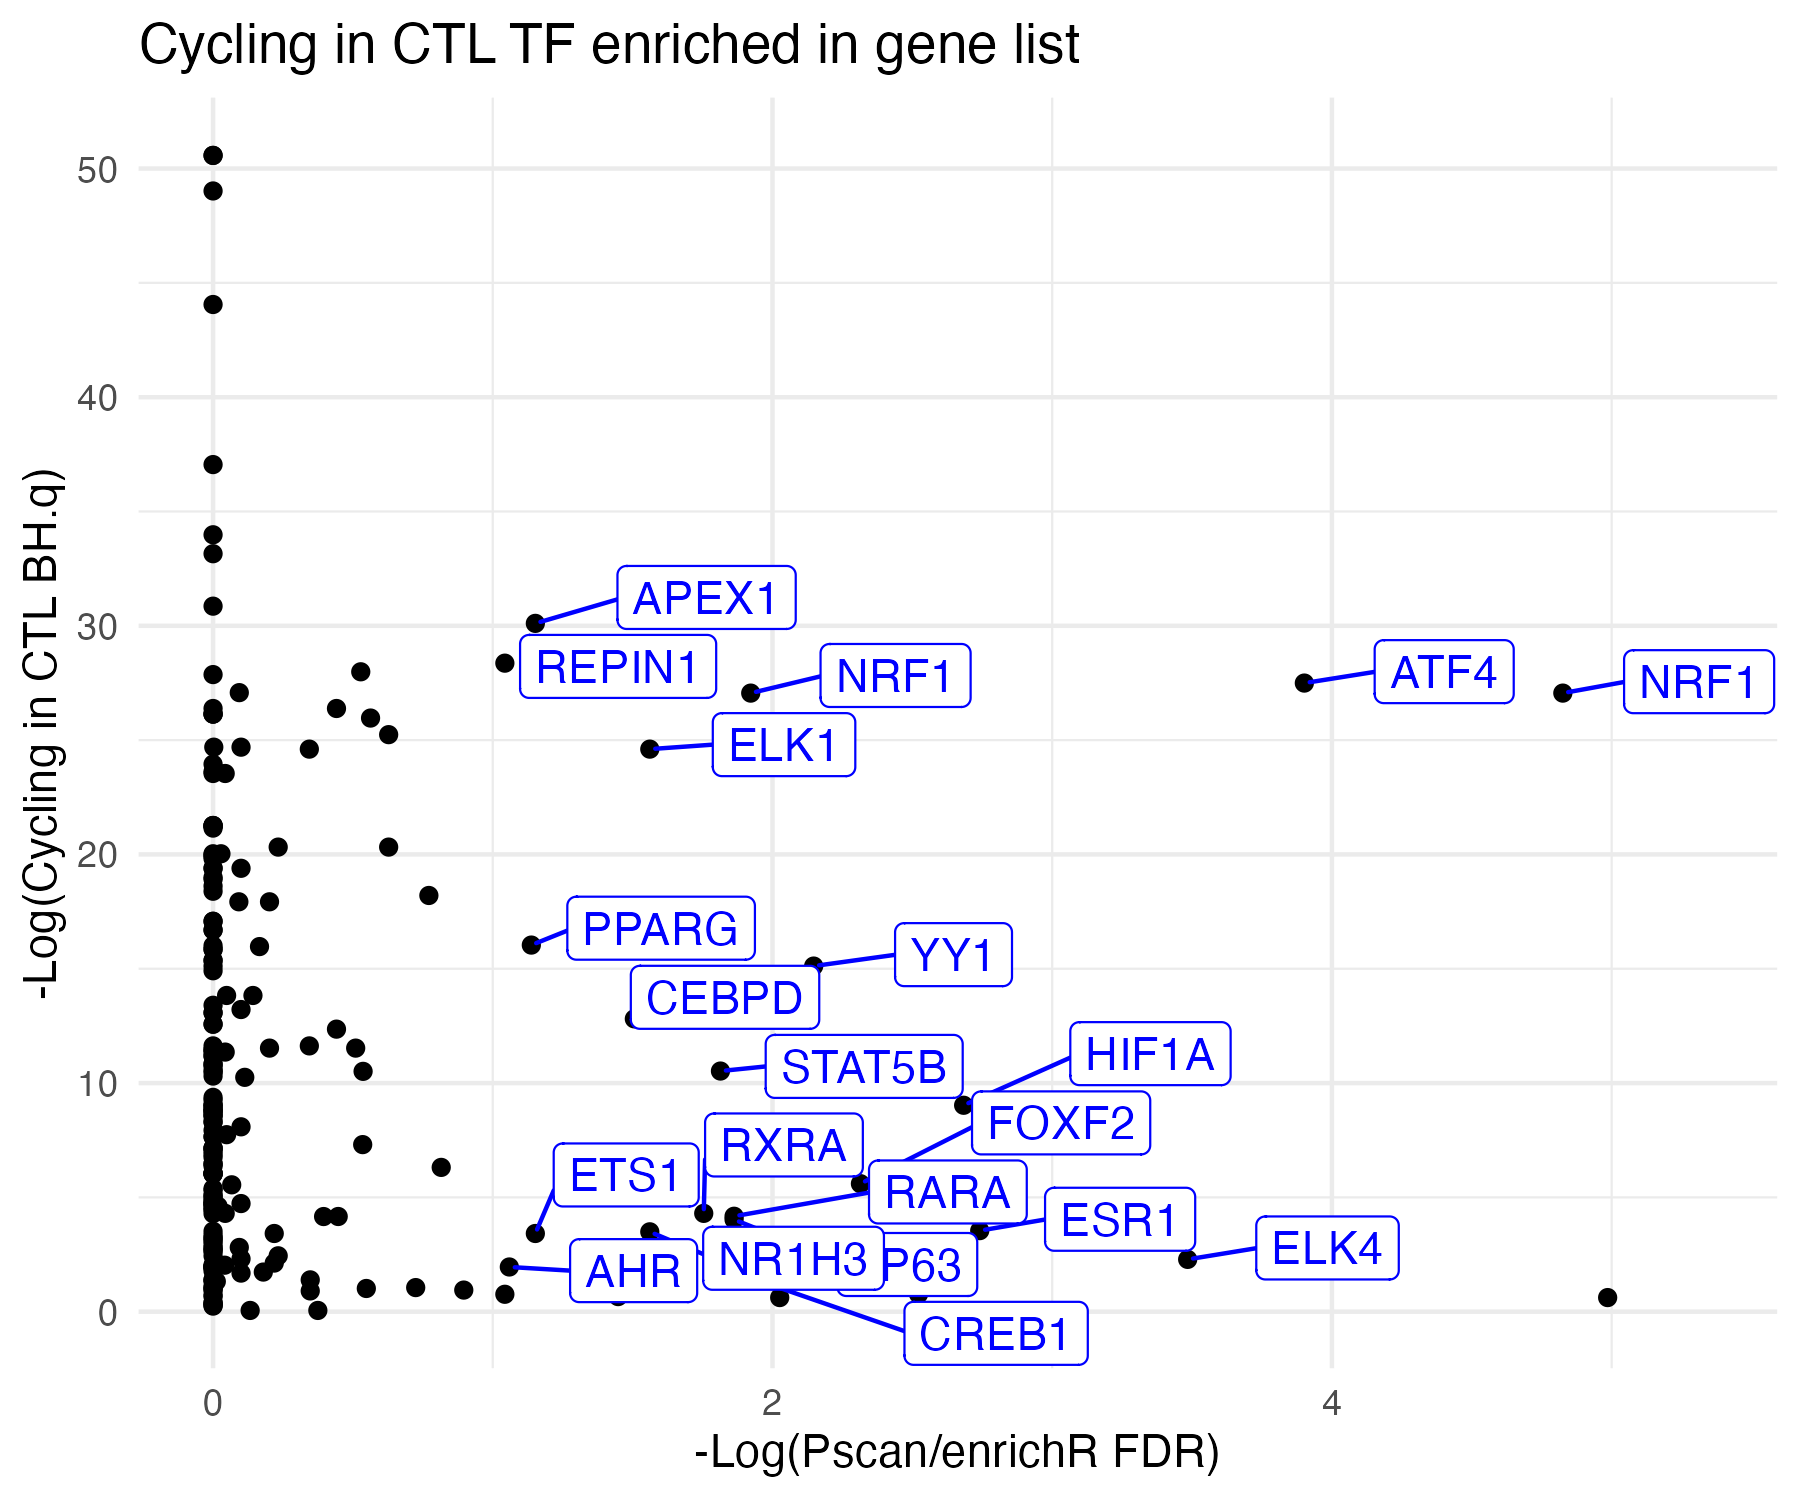 Cycling in CTL TF enriched in gene list
-Log(Cycling in CTL BH.q)
50
40
30
20
10
0
APEX1
REPIN1
NRF1
ATF4
NRF1
ELK1
PPARG
YY1
CEBPD
STAT5B
HIF1A
FOXF2
RXRA
ETS1
RARA
ESR1
ELK4
NR1H3
P63
AHR
CREB1
0
2
4
-Log(Pscan/enrichR FDR)